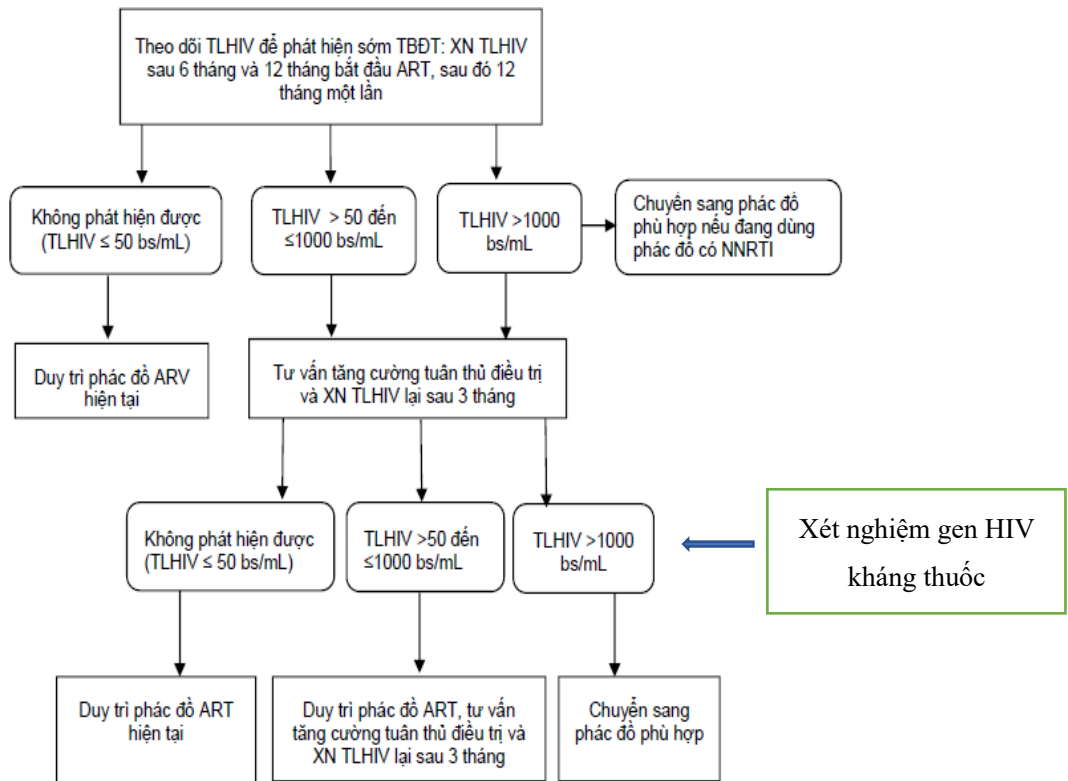 Theo dõi TLHIV để phát hiện sớm TBĐT: XN TLHIV
sau 6 tháng và 12 tháng bắt đầu ART, sau đó 12
tháng một lần
Không phát hiện được
(TLHIV ≤ 50 bs/mL)
TLHIV > 50 đến
≤1000 bs/mL
TLHIV >1000
bs/mL
Chuyển sang phác đồ
phù hợp nếu đang dùng
phác đồ có NNRTI
Duy trì phác đồ ARV
hiện tại
Tư vấn tăng cường tuân thủ điều trị
và XN TLHIV lại sau 3 tháng
Không phát hiện được
(TLHIV ≤ 50 bs/mL)
TLHIV >50 đến
≤1000 bs/mL
TLHIV >1000
bs/mL
Xét nghiệm gen HIV
kháng thuốc
Duy trì phác đồ ART
hiện tại
Duy trì phác đồ ART, tư vấn
tăng cường tuân thủ điều trị và
XN TLHIV lại sau 3 tháng
Chuyển sang
phác đồ phù hợp